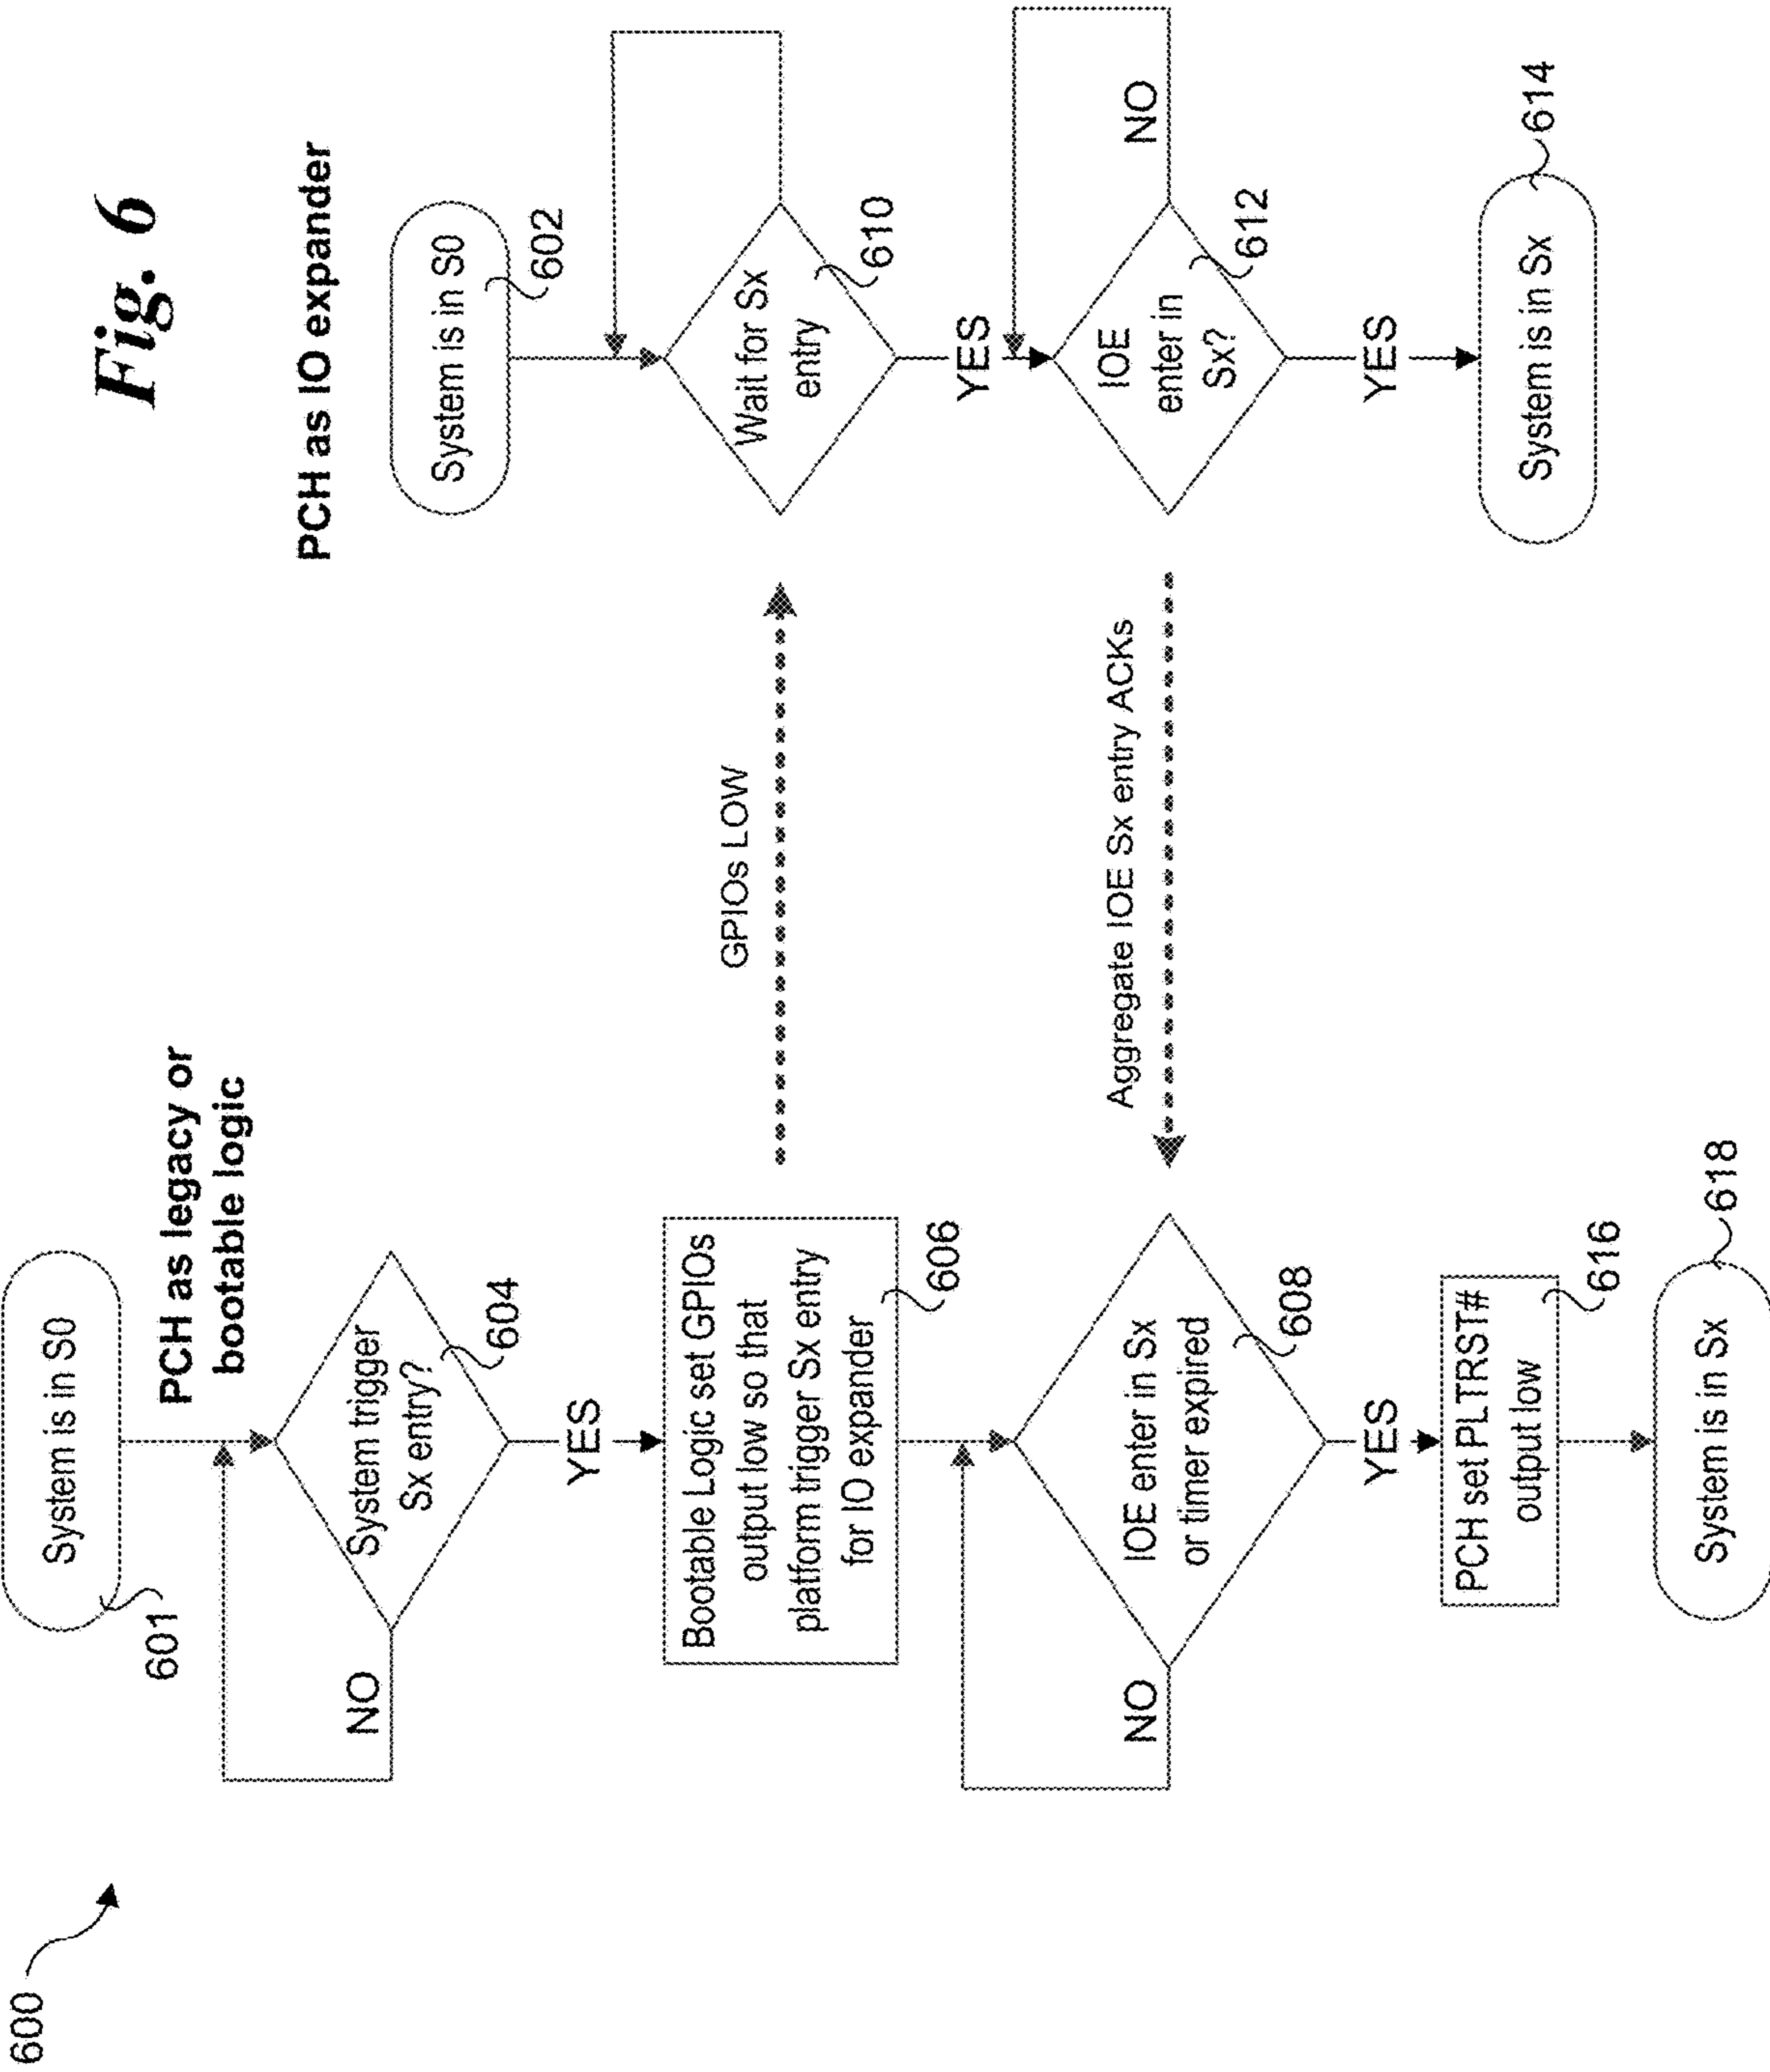 600
Fig. 6
System is in S0
601
PCH as legacy or
bootable logic
System trigger
Sx entry?
604
NO
YES
Bootable Logic set GPIOs
output low so that
platform trigger Sx entry
for IO expander
606
IOE enter in Sx
or timer expired
608
NO
YES
PCH set PLTRST#
output low
616
System is in Sx
618
GPIOs LOW
Aggregate IOE Sx entry ACKs
PCH as IO expander
System is in S0
602
Wait for Sx
entry
610
YES
IOE
enter in
Sx?
612
NO
YES
System is in Sx
614